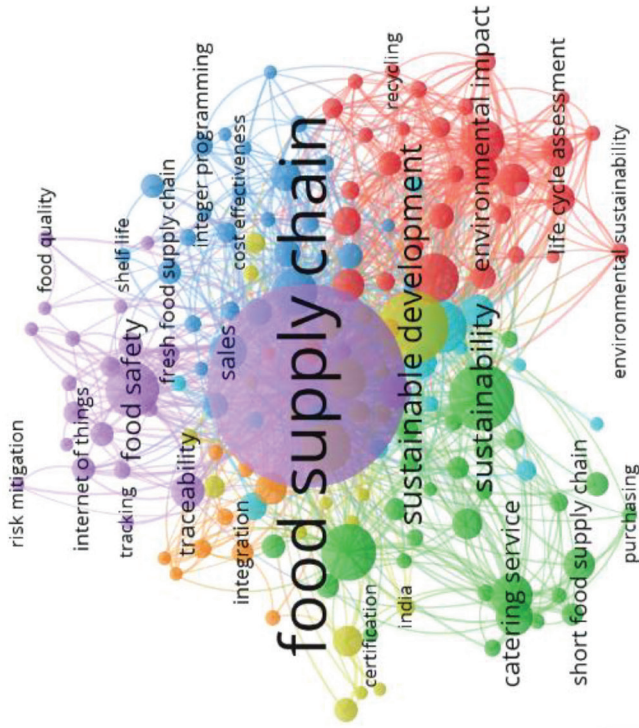 risk mitigation
food quality
internet of things
tracking
shelf life
food safety
fresh food supply chain
traceability
integer programming
sales
integration
cost effectiveness
food supply chain
certification
recycling
india
sustainable development
sustainability
environmental impact
catering service
life cycle assessment
short food supply chain
environmental sustainability
purchasing